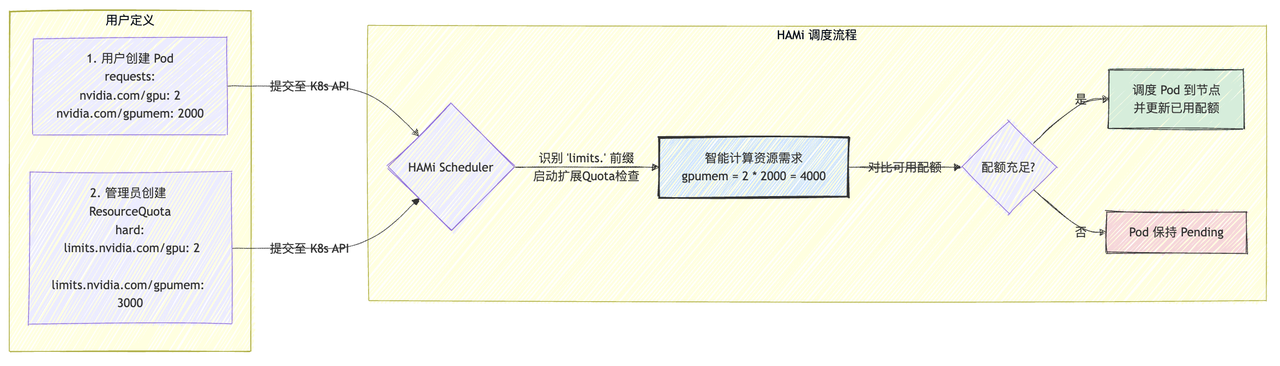 用户定义
1. 用户创建 Pod
requests:
nvidia.com/gpu: 2
nvidia.com/gpumem: 2000
2. 管理员创建
ResourceQuota
hard:
limits.nvidia.com/gpu: 2
limits.nvidia.com/gpumem:
3000
提交至 K8s API
提交至 K8s API
HAMi 调度流程
HAMi Scheduler
识别 'limits.' 前缀
启动扩展Quota检查
智能计算资源需求
gpumem = 2 * 2000 = 4000
对比可用配额
配额充足?
是
调度 Pod 到节点
并更新已用配额
否
Pod 保持 Pending